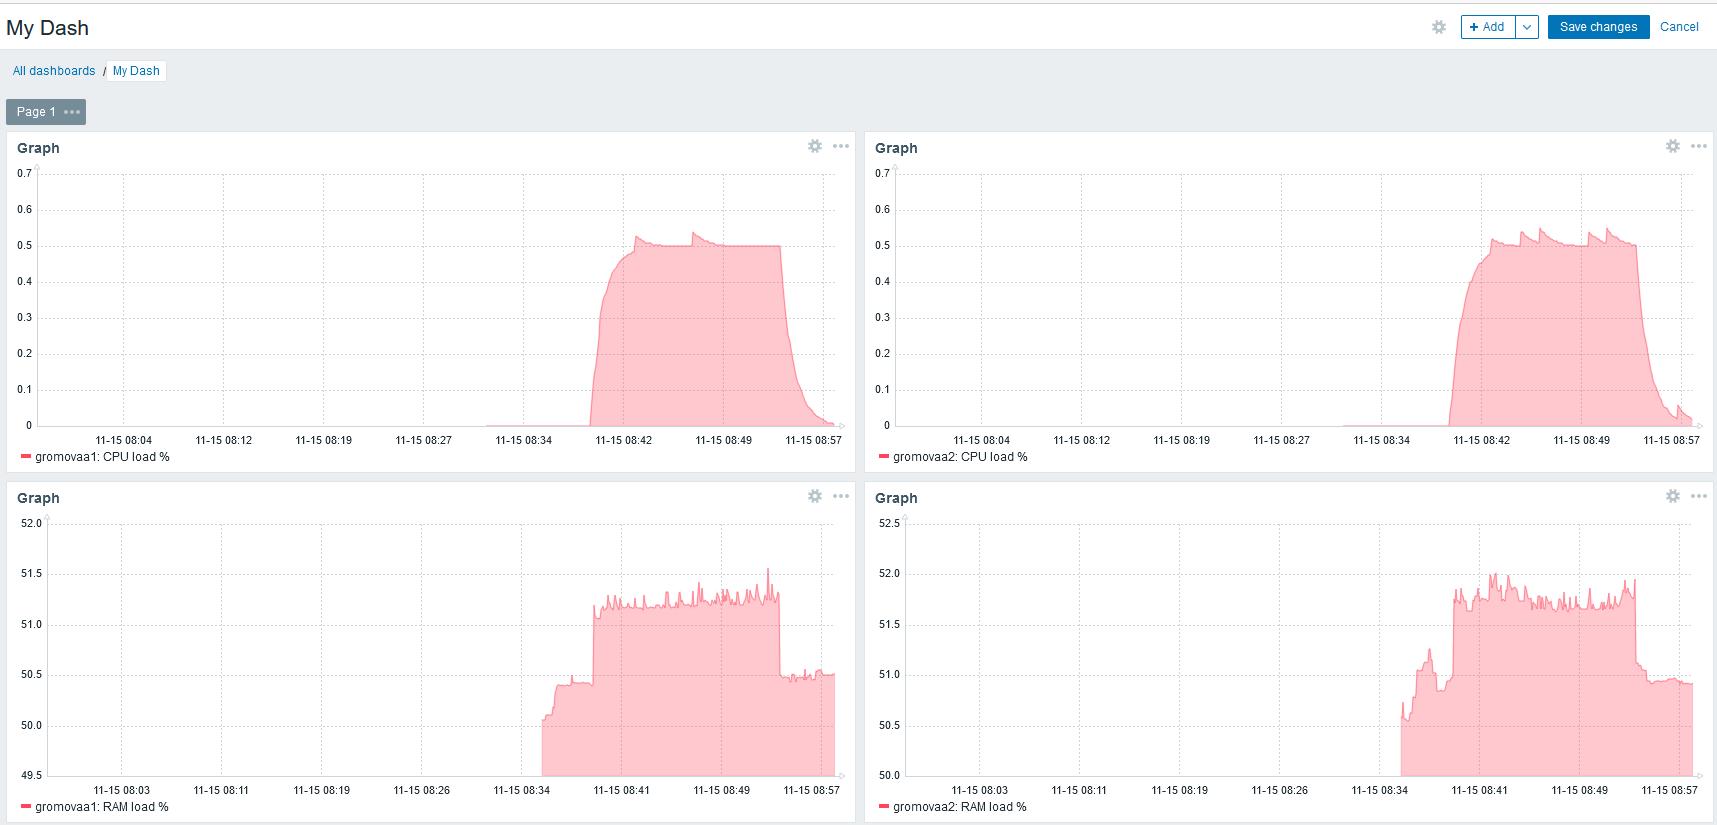 My Dash
+ Add
Save changes
Cancel
All dashboards / My Dash
Page 1
Graph
0.7
0.6
0.5
0.4
0.3
0.2
0.1
0
11-15 08:04 11-15 08:12 11-15 08:19 11-15 08:27 11-15 08:34 11-15 08:42 11-15 08:49 11-15 08:57
gromovaa1: CPU load %
Graph
0.7
0.6
0.5
0.4
0.3
0.2
0.1
0
11-15 08:04 11-15 08:12 11-15 08:19 11-15 08:27 11-15 08:34 11-15 08:42 11-15 08:49 11-15 08:57
gromovaa2: CPU load %
Graph
52.0
51.5
51.0
50.5
50.0
49.5
11-15 08:03 11-15 08:11 11-15 08:19 11-15 08:26 11-15 08:34 11-15 08:41 11-15 08:49 11-15 08:57
gromovaa1: RAM load %
Graph
52.5
52.0
51.5
51.0
50.5
50.0
11-15 08:03 11-15 08:11 11-15 08:19 11-15 08:26 11-15 08:34 11-15 08:41 11-15 08:49 11-15 08:57
gromovaa2: RAM load %